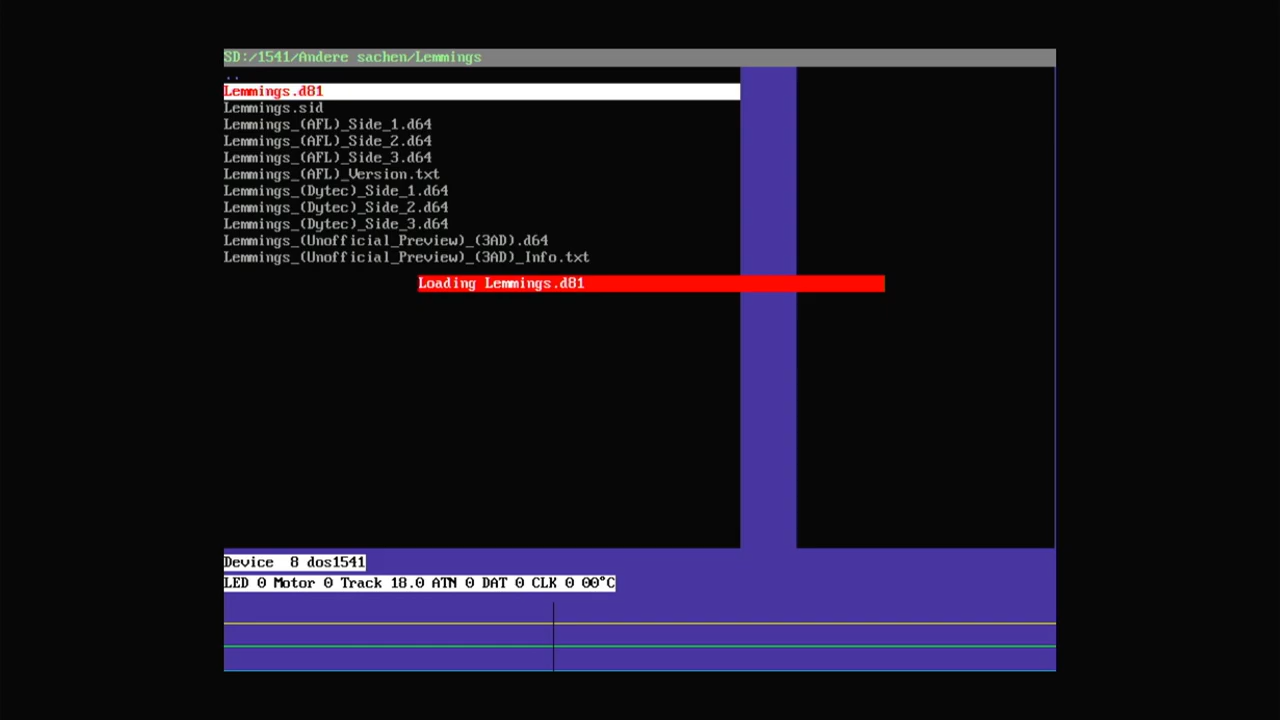 SD:/1541/Andere sachen/Lemmings
..
Lemmings.d81
Lemmings.sid
Lemmings_(AFL)_Side_1.d64
Lemmings_(AFL)_Side_2.d64
Lemmings_(AFL)_Side_3.d64
Lemmings_(AFL)_Version.txt
Lemmings_(Dytec)_Side_1.d64
Lemmings_(Dytec)_Side_2.d64
Lemmings_(Dytec)_Side_3.d64
Lemmings_(Unofficial_Preview)_(3AD).d64
Lemmings_(Unofficial_Preview)_(3AD)_Info.txt
Loading Lemmings.d81
Device  8 dos1541
LED 0 Motor 0 Track 18.0 ATN 0 DAT 0 CLK 0 00°C